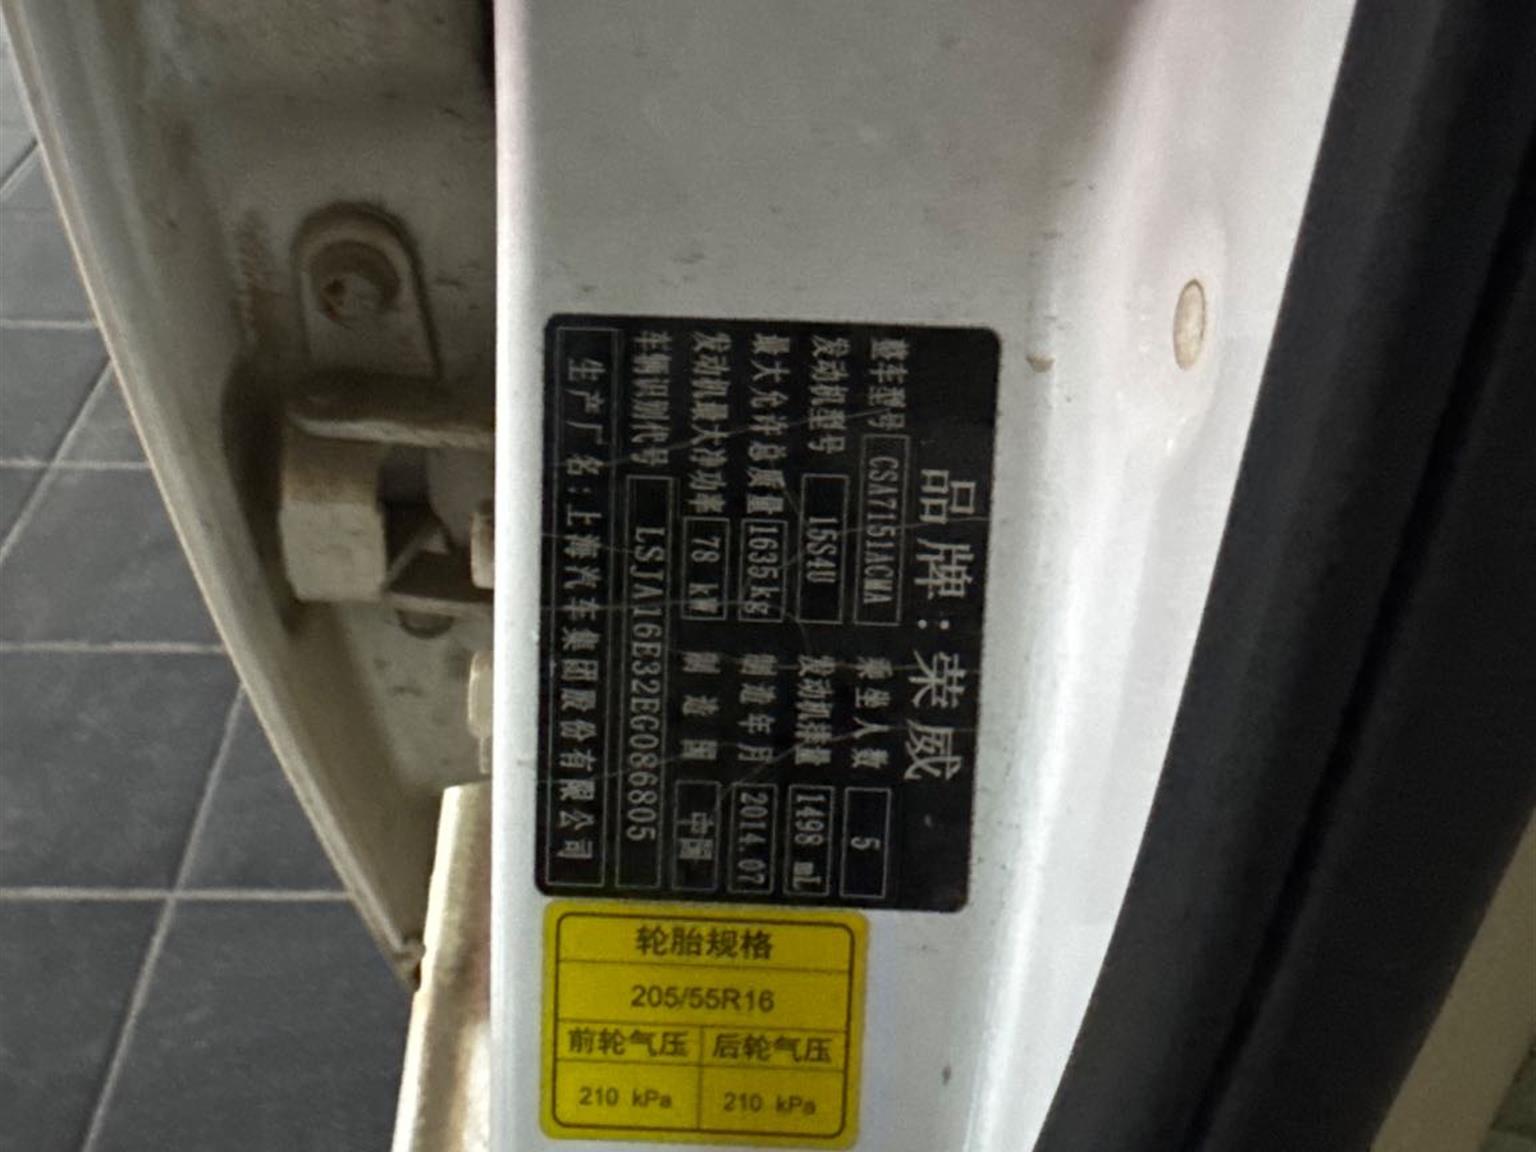 品牌:荣威
整车型号 CSA7151ACMA 乘坐人数 5
发动机型号 15S4U 发动机排量 1498 mL
最大允许总质量 1635kg 制造年月 2014.07
发动机最大净功率 78 kW 制造国 中国
车辆识别代号 LSJA16E32EG086805
生产厂名:上海汽车集团股份有限公司
轮胎规格
205/55R16
前轮气压 后轮气压
210 kPa 210 kPa